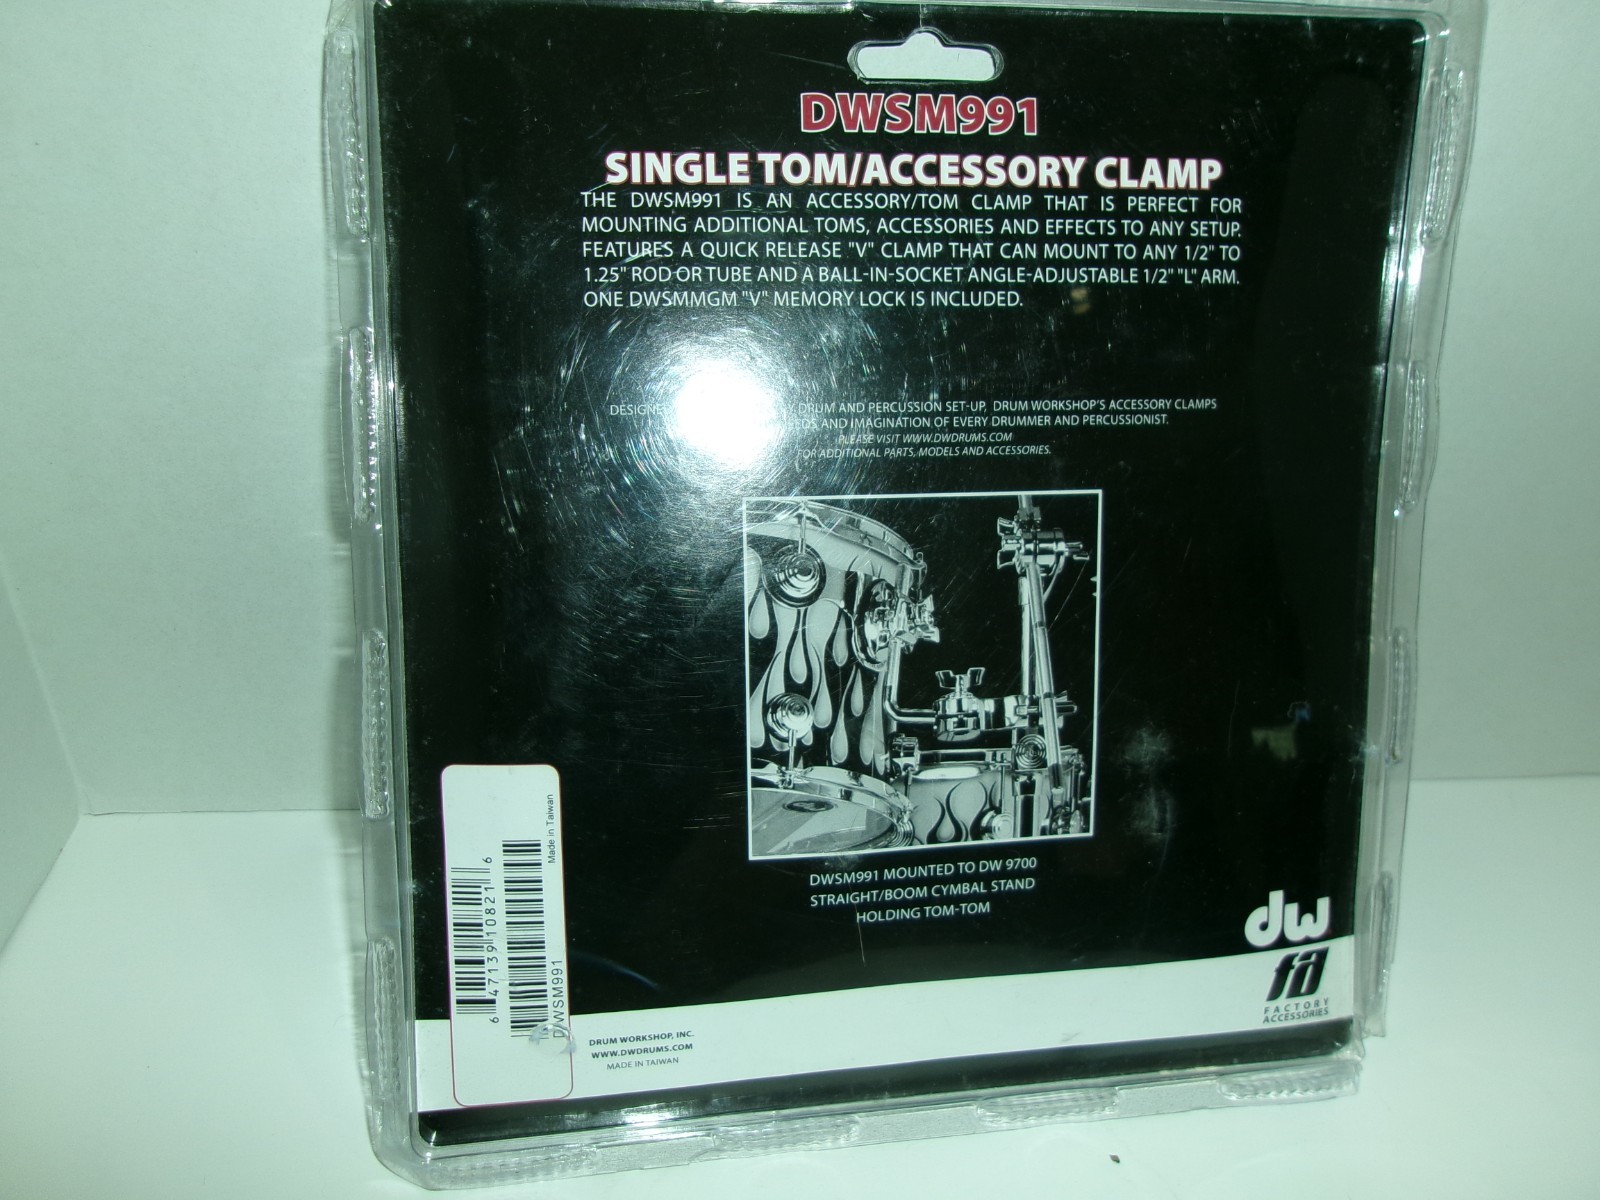 DWSM991
SINGLE TOM/ACCESSORY CLAMP
THE DWSM991 IS AN ACCESSORY/TOM CLAMP THAT IS PERFECT FOR
MOUNTING ADDITIONAL TOMS, ACCESSORIES AND EFFECTS TO ANY SETUP.
FEATURES A QUICK RELEASE "V" CLAMP THAT CAN MOUNT TO ANY 1/2" TO
1.25" ROD OR TUBE AND A BALL-IN-SOCKET ANGLE-ADJUSTABLE 1/2" "L" ARM.
ONE DWSMMGM "V" MEMORY LOCK IS INCLUDED.
DRUM AND PERCUSSION SET-UP, DRUM WORKSHOP'S ACCESSORY CLAMPS
AND IMAGINATION OF EVERY DRUMMER AND PERCUSSIONIST.
PLEASE VISIT WWW.DWDRUMS.COM
FOR ADDITIONAL PARTS, MODELS AND ACCESSORIES.
DWSM991 MOUNTED TO DW 9700
STRAIGHT/BOOM CYMBAL STAND
HOLDING TOM-TOM
dw
fa
FACTORY
ACCESSORIES
6 47139 10821 6
DWSM991
Made in Taiwan
DRUM WORKSHOP, INC.
WWW.DWDRUMS.COM
MADE IN TAIWAN